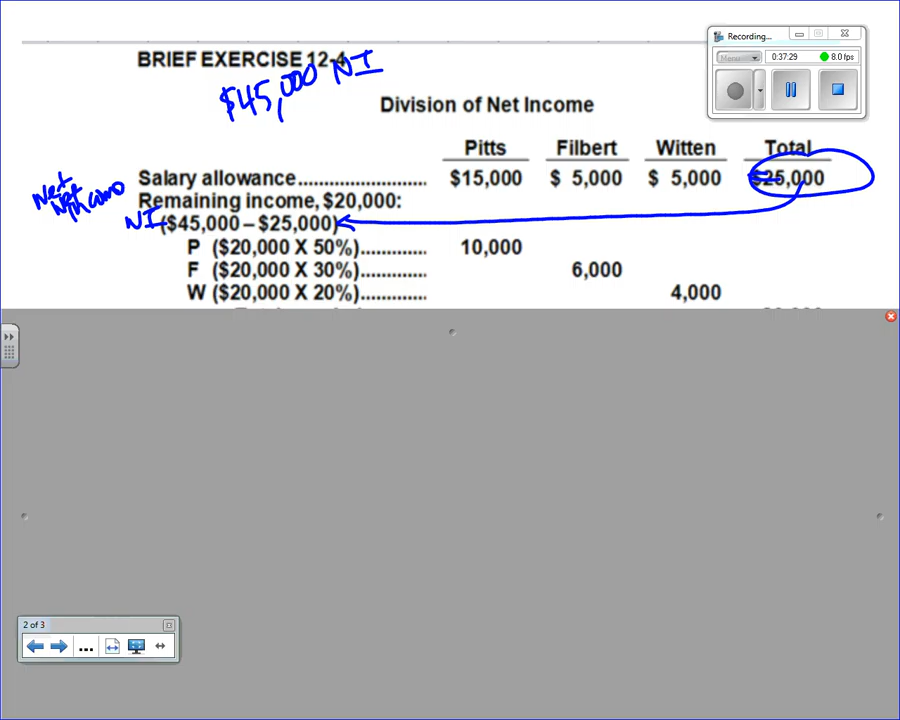 Recording...
Menu
0:37:29
8.0 fps
BRIEF EXERCISE 12-4
$45,000 NI
Division of Net Income
Pitts Filbert Witten Total
Salary allowance............................ $15,000 $ 5,000 $ 5,000 $25,000
Remaining income, $20,000:
Net
NI ($45,000 – $25,000)
P ($20,000 X 50%)............. 10,000
F ($20,000 X 30%)............. 6,000
W ($20,000 X 20%)............. 4,000
2 of 3